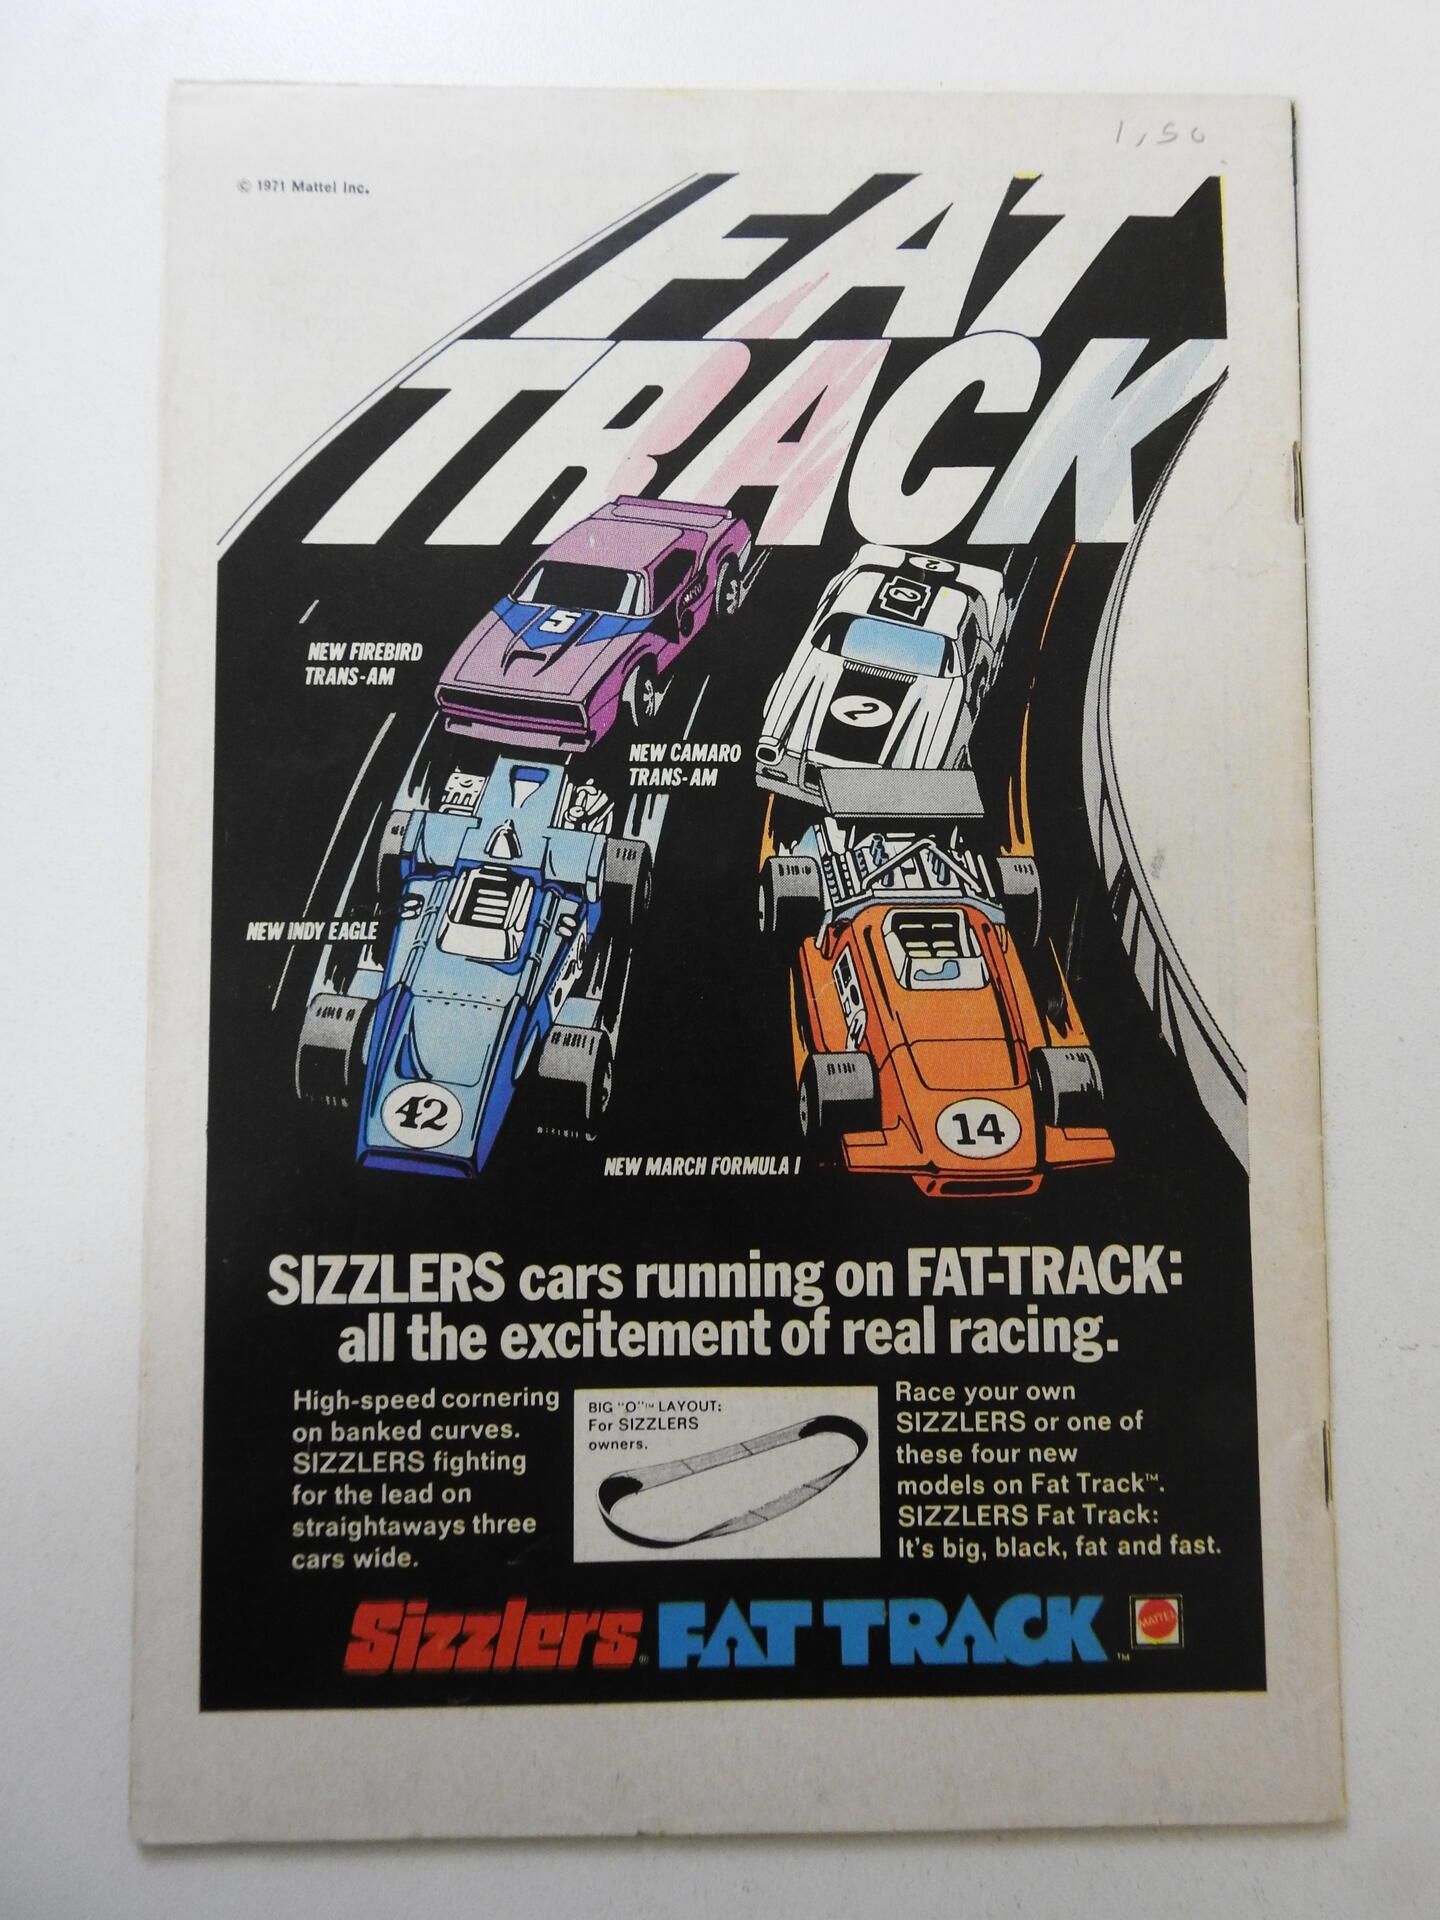 1,50
© 1971 Mattel Inc.
FAT
TRACK
2
2
5
NEW FIREBIRD
TRANS-AM
2
NEW CAMARO
TRANS-AM
NEW INDY EAGLE
42
14
NEW MARCH FORMULA I
SIZZLERS cars running on FAT-TRACK:
all the excitement of real racing.
High-speed cornering
on banked curves.
SIZZLERS fighting
for the lead on
straightaways three
cars wide.
BIG "O"™ LAYOUT:
For SIZZLERS
owners.
Race your own
SIZZLERS or one of
these four new
models on Fat Track™.
SIZZLERS Fat Track:
It's big, black, fat and fast.
Sizzlers® FAT TRACK™
MATTEL